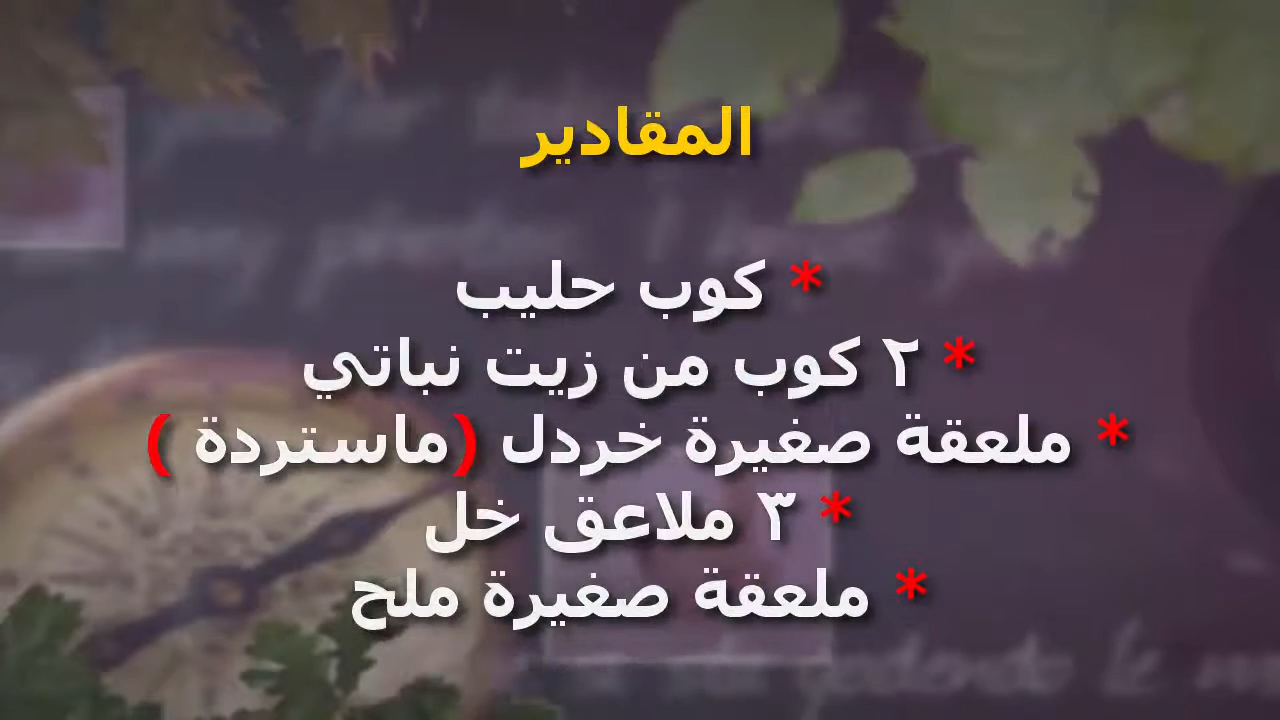 المقادير
* كوب حليب
* ٢ كوب من زيت نباتي
* ملعقة صغيرة خردل (ماستردة )
* ٣ ملاعق خل
* ملعقة صغيرة ملح